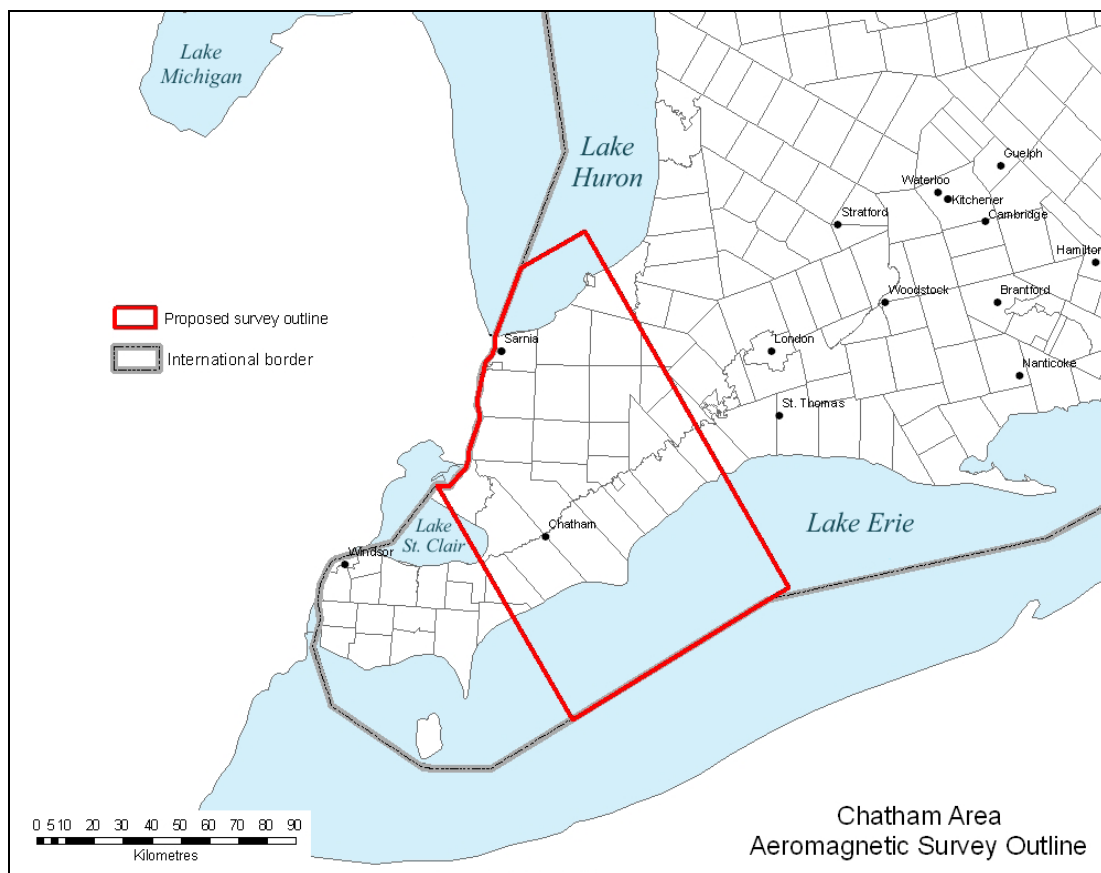 Lake
Michigan
Lake
Huron
Guelph
Waterloo
Kitchener
Stratford
Cambridge
Hamilton
Woodstock
Brantford
Proposed survey outline
International border
Sarnia
London
Nanticoke
St. Thomas
Lake Erie
Lake
St. Clair
Chatham
Windsor
0 5 10 20 30 40 50 60 70 80 90
Kilometres
Chatham Area
Aeromagnetic Survey Outline